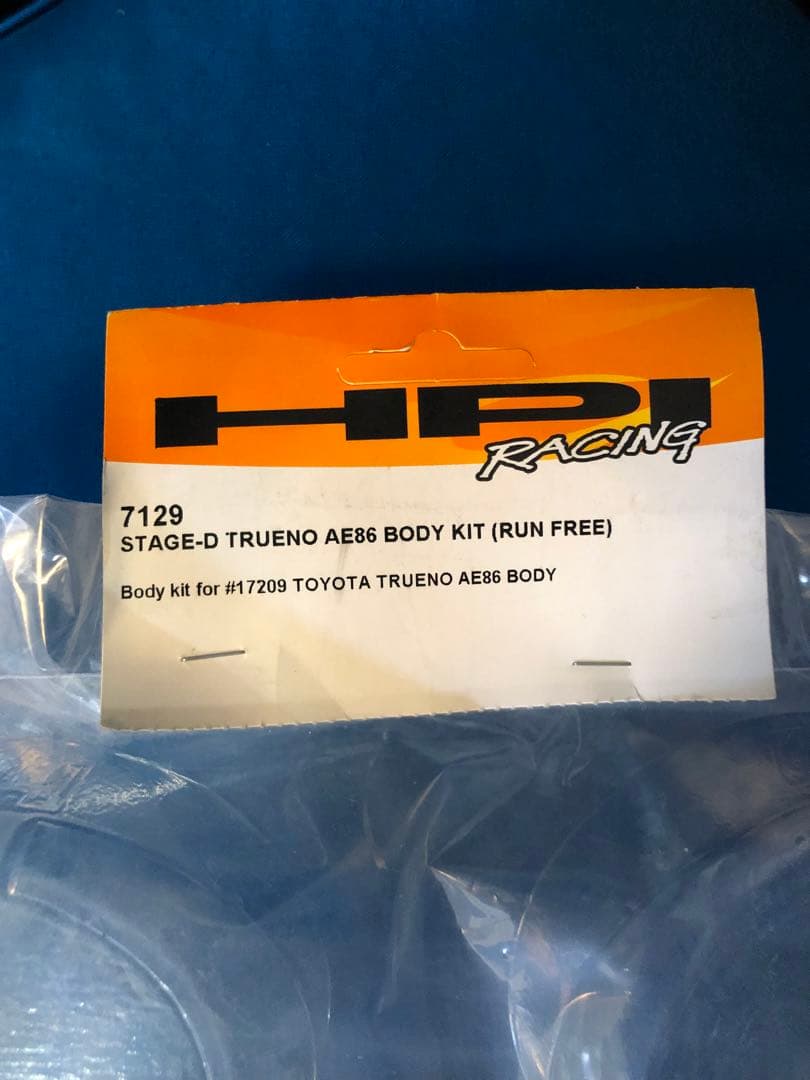 HPI
RACING
7129
STAGE-D TRUENO AE86 BODY KIT (RUN FREE)
Body kit for #17209 TOYOTA TRUENO AE86 BODY